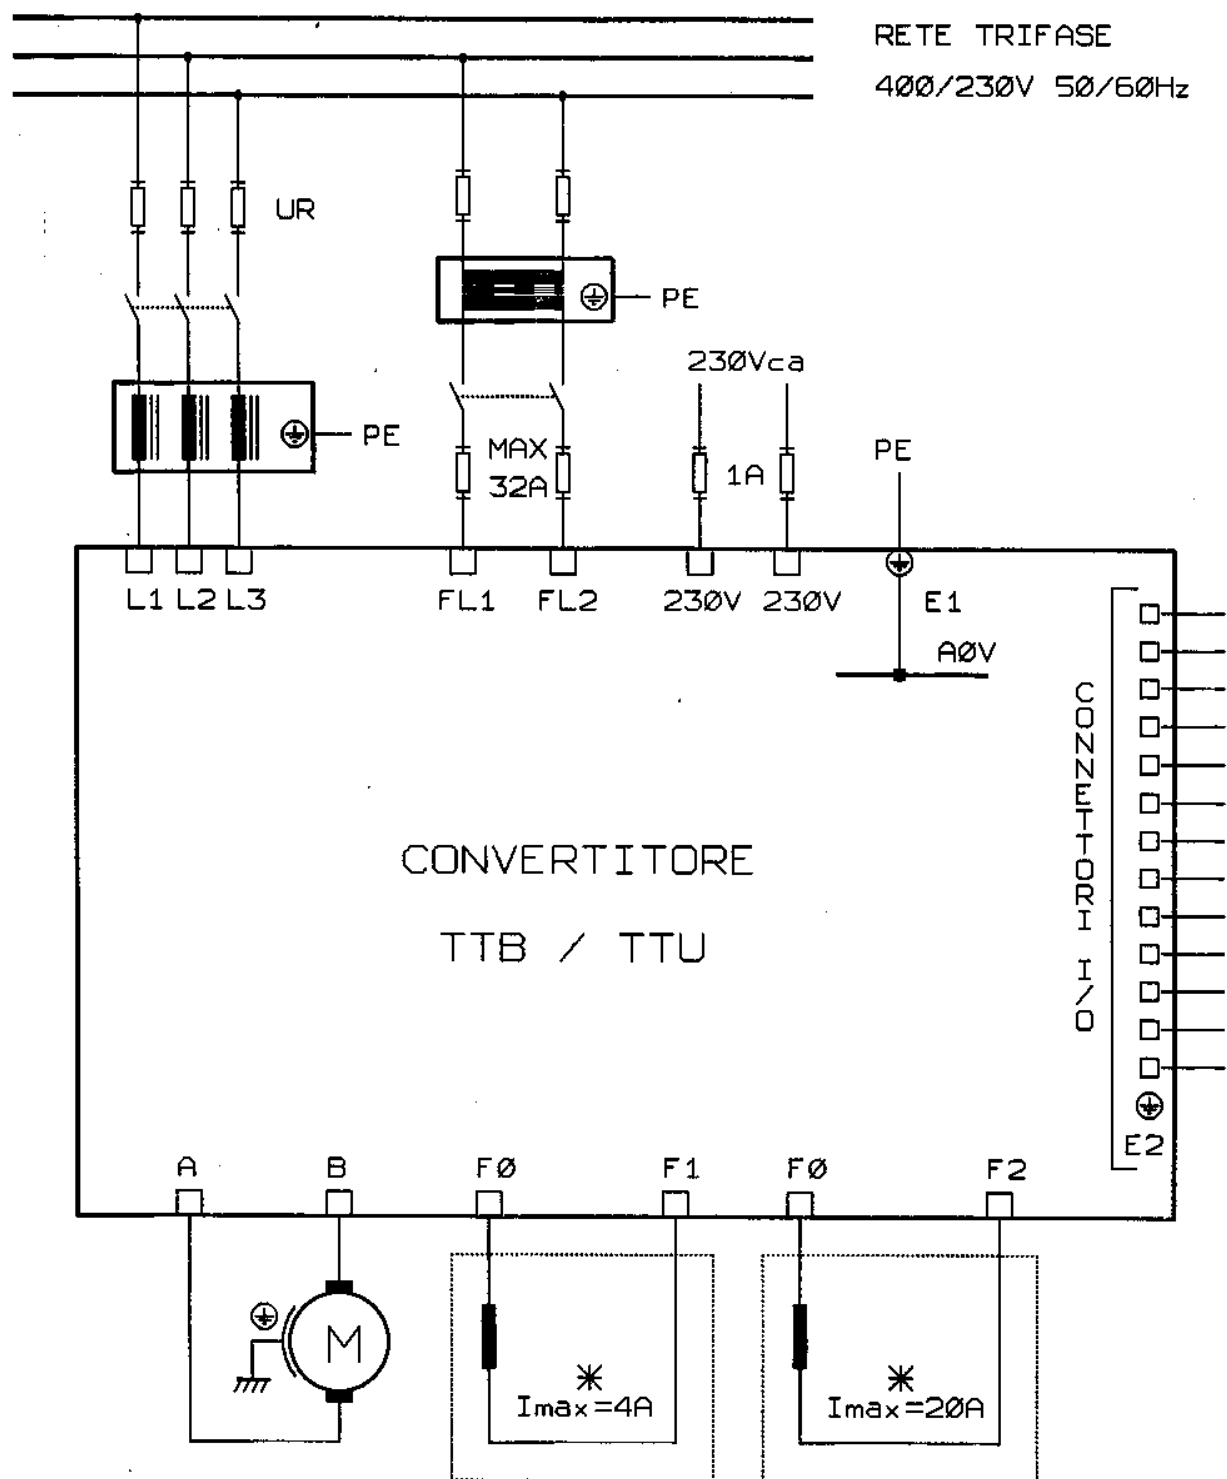 RETE TRIFASE
400/230V 50/60Hz
UR
PE
230Vca
PE
MAX
32A
1A
PE
L1 L2 L3
FL1
FL2
230V
230V
E1
A0V
CONNETTORI I/O
CONVERTITORE
TTB / TTU
E2
A
B
F0
F1
F0
F2
M
Imax=4A
Imax=20A